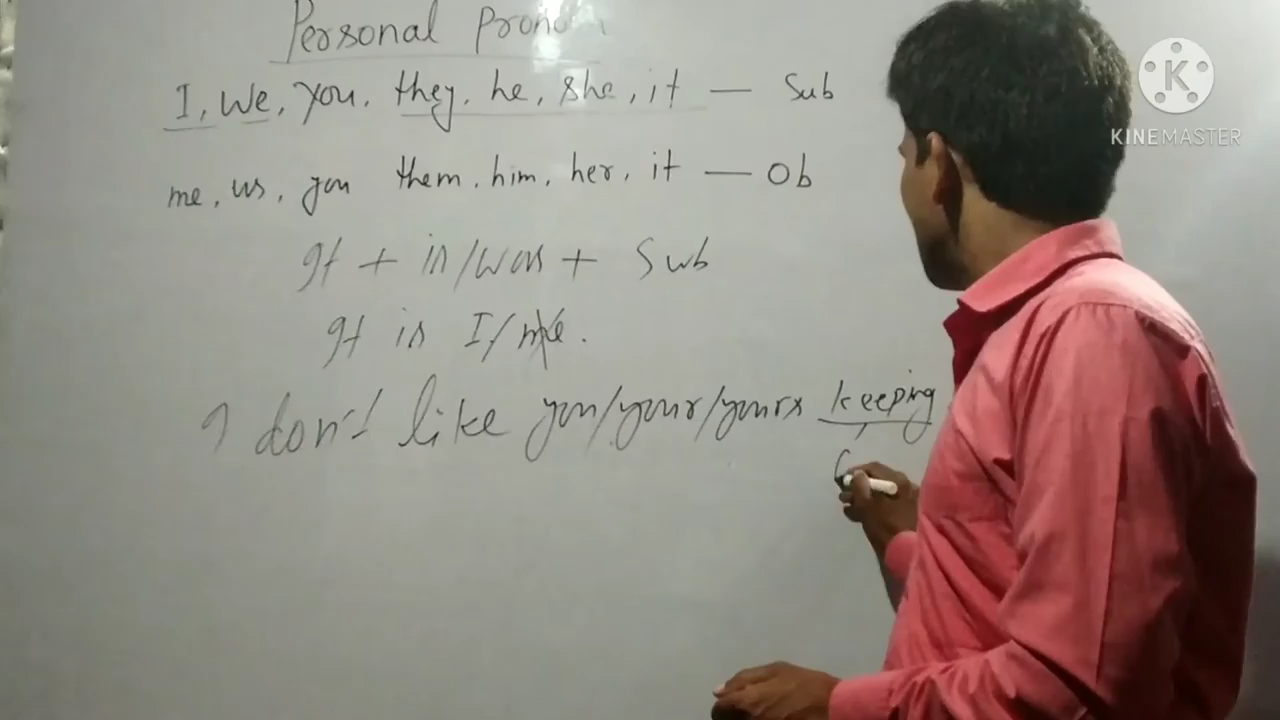 Personal Pronoun
I, We, You, they, he, she, it — Sub
me, us, you them, him, her, it — Ob
It + is/was + Sub
It is I/me.
I don't like you/your/yours keeping
G
KINEMASTER